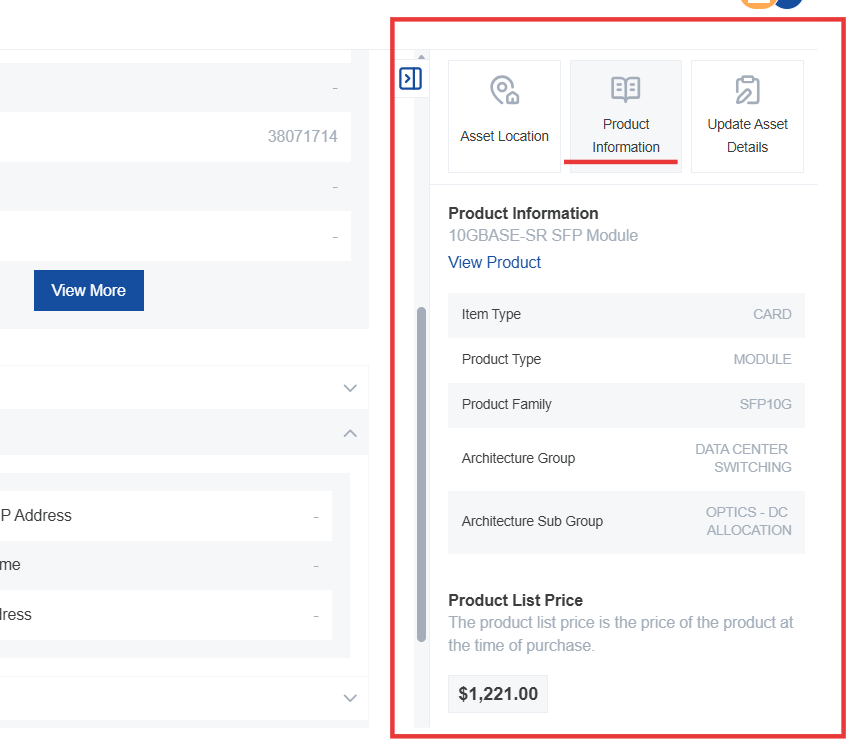 -
38071714
-
-
View More
P Address -
me -
ress -
Asset Location
Product
Information
Update Asset
Details
Product Information
10GBASE-SR SFP Module
View Product
Item Type CARD
Product Type MODULE
Product Family SFP10G
Architecture Group DATA CENTER
SWITCHING
Architecture Sub Group OPTICS - DC
ALLOCATION
Product List Price
The product list price is the price of the product at
the time of purchase.
$1,221.00